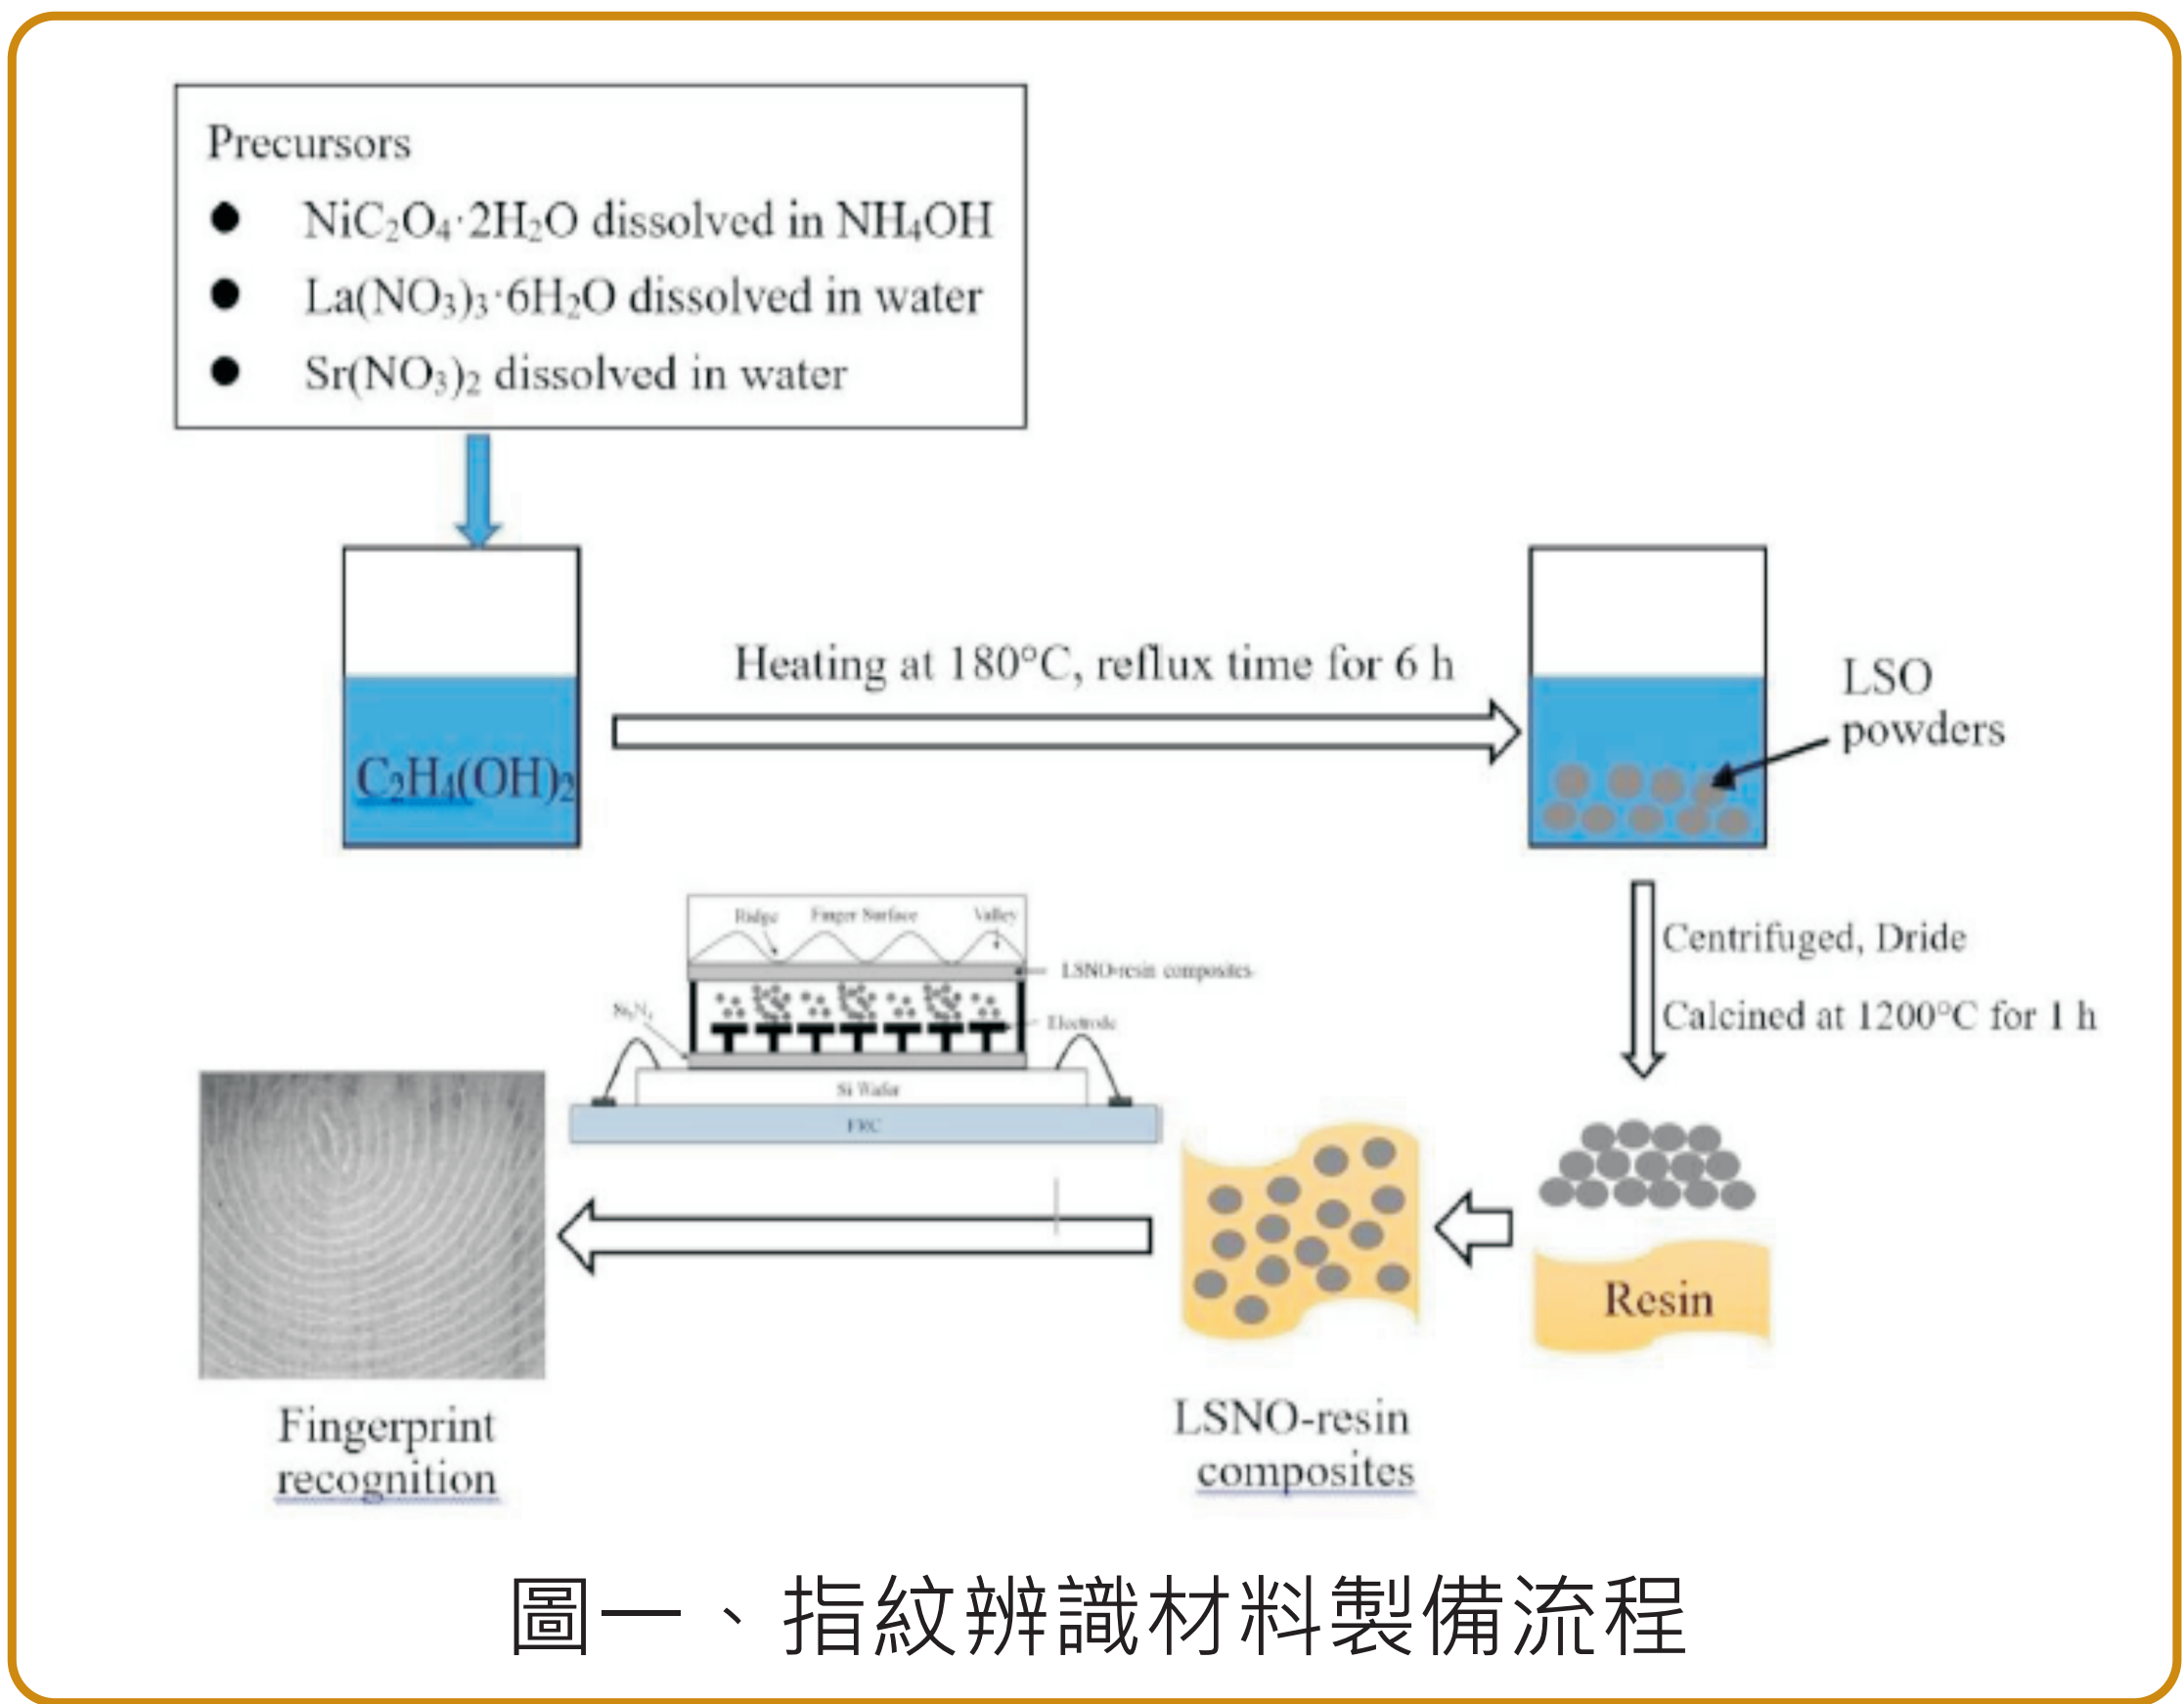 Precursors
● NiC₂O₄·2H₂O dissolved in NH₄OH
● La(NO₃)₃·6H₂O dissolved in water
● Sr(NO₃)₂ dissolved in water
C₂H₄(OH)₂
Heating at 180°C, reflux time for 6 h
LSO
powders
Centrifuged, Dride
Calcined at 1200°C for 1 h
Ridge
Finger Surface
Valley
LSNO-resin composites
Si₃N₄
Electrode
Si Wafer
Resin
Fingerprint
recognition
LSNO-resin
composites
圖一、指紋辨識材料製備流程